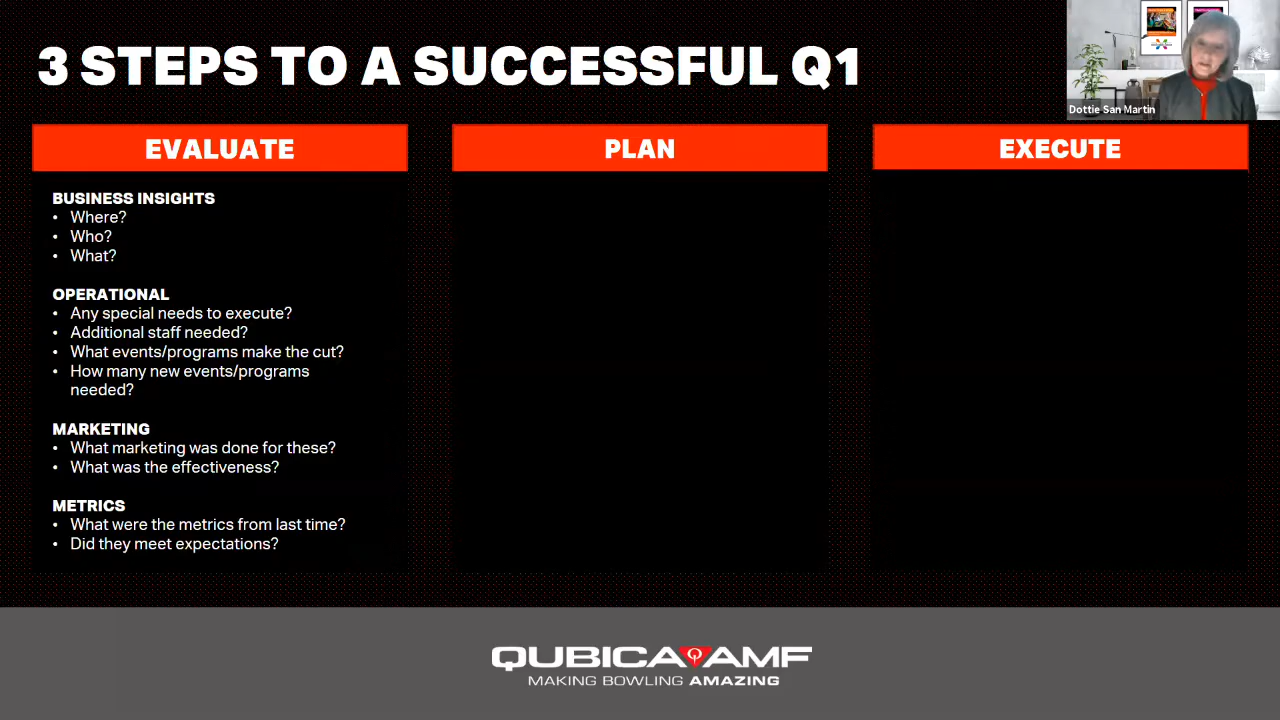 3 STEPS TO A SUCCESSFUL Q1
Dottie San Martin
EVALUATE
PLAN
EXECUTE
BUSINESS INSIGHTS
• Where?
• Who?
• What?
OPERATIONAL
• Any special needs to execute?
• Additional staff needed?
• What events/programs make the cut?
• How many new events/programs
needed?
MARKETING
• What marketing was done for these?
• What was the effectiveness?
METRICS
• What were the metrics from last time?
• Did they meet expectations?
QUBICA AMF
MAKING BOWLING AMAZING